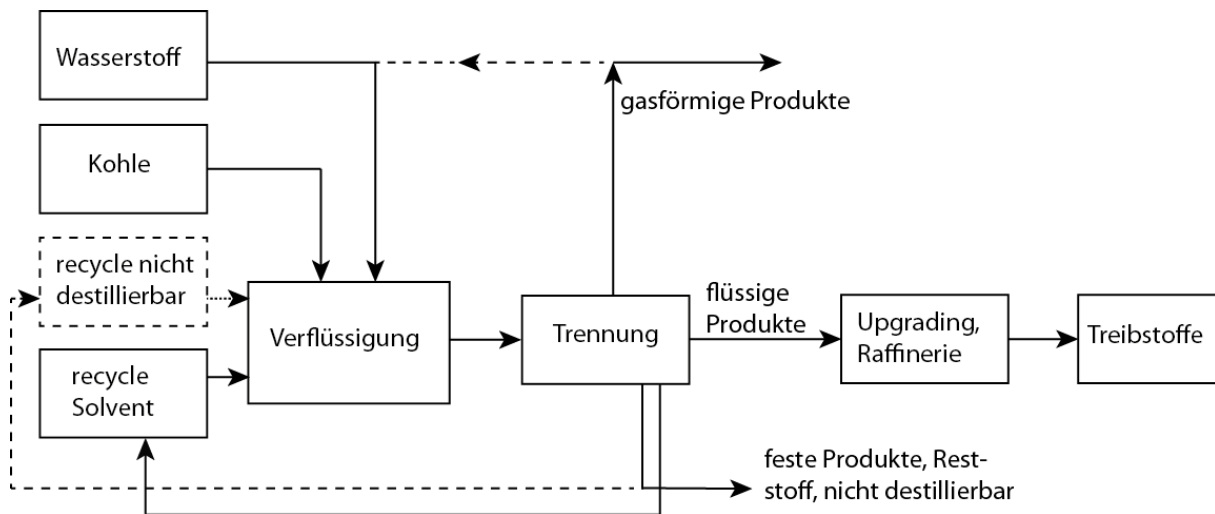 Wasserstoff
gasförmige Produkte
Kohle
recycle nicht
destillierbar
Verflüssigung
Trennung
flüssige
Produkte
Upgrading,
Raffinerie
Treibstoffe
recycle
Solvent
feste Produkte, Rest-
stoff, nicht destillierbar